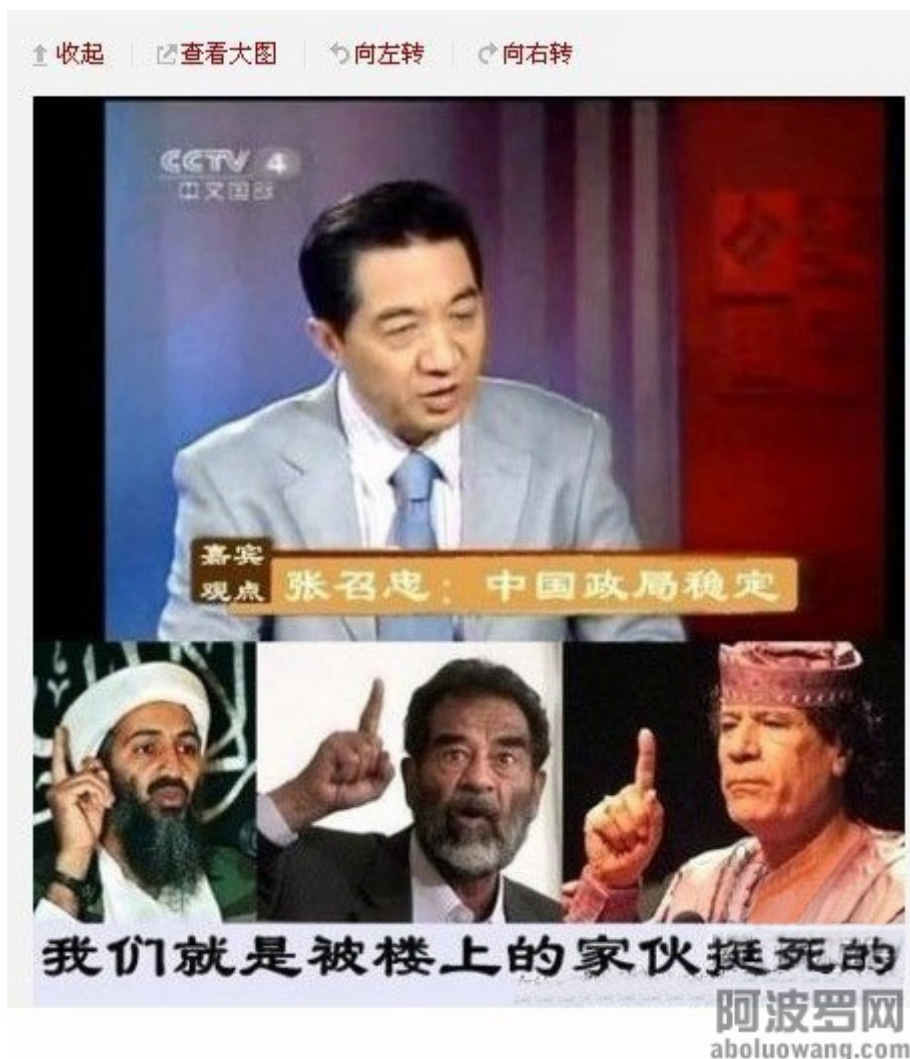 收起 查看大图 向左转 向右转
CCTV 4
中文国际
今
嘉宾
观点
张召忠：中国政局稳定
我们就是被楼上的家伙挺死的
阿波罗网
aboluowang.com